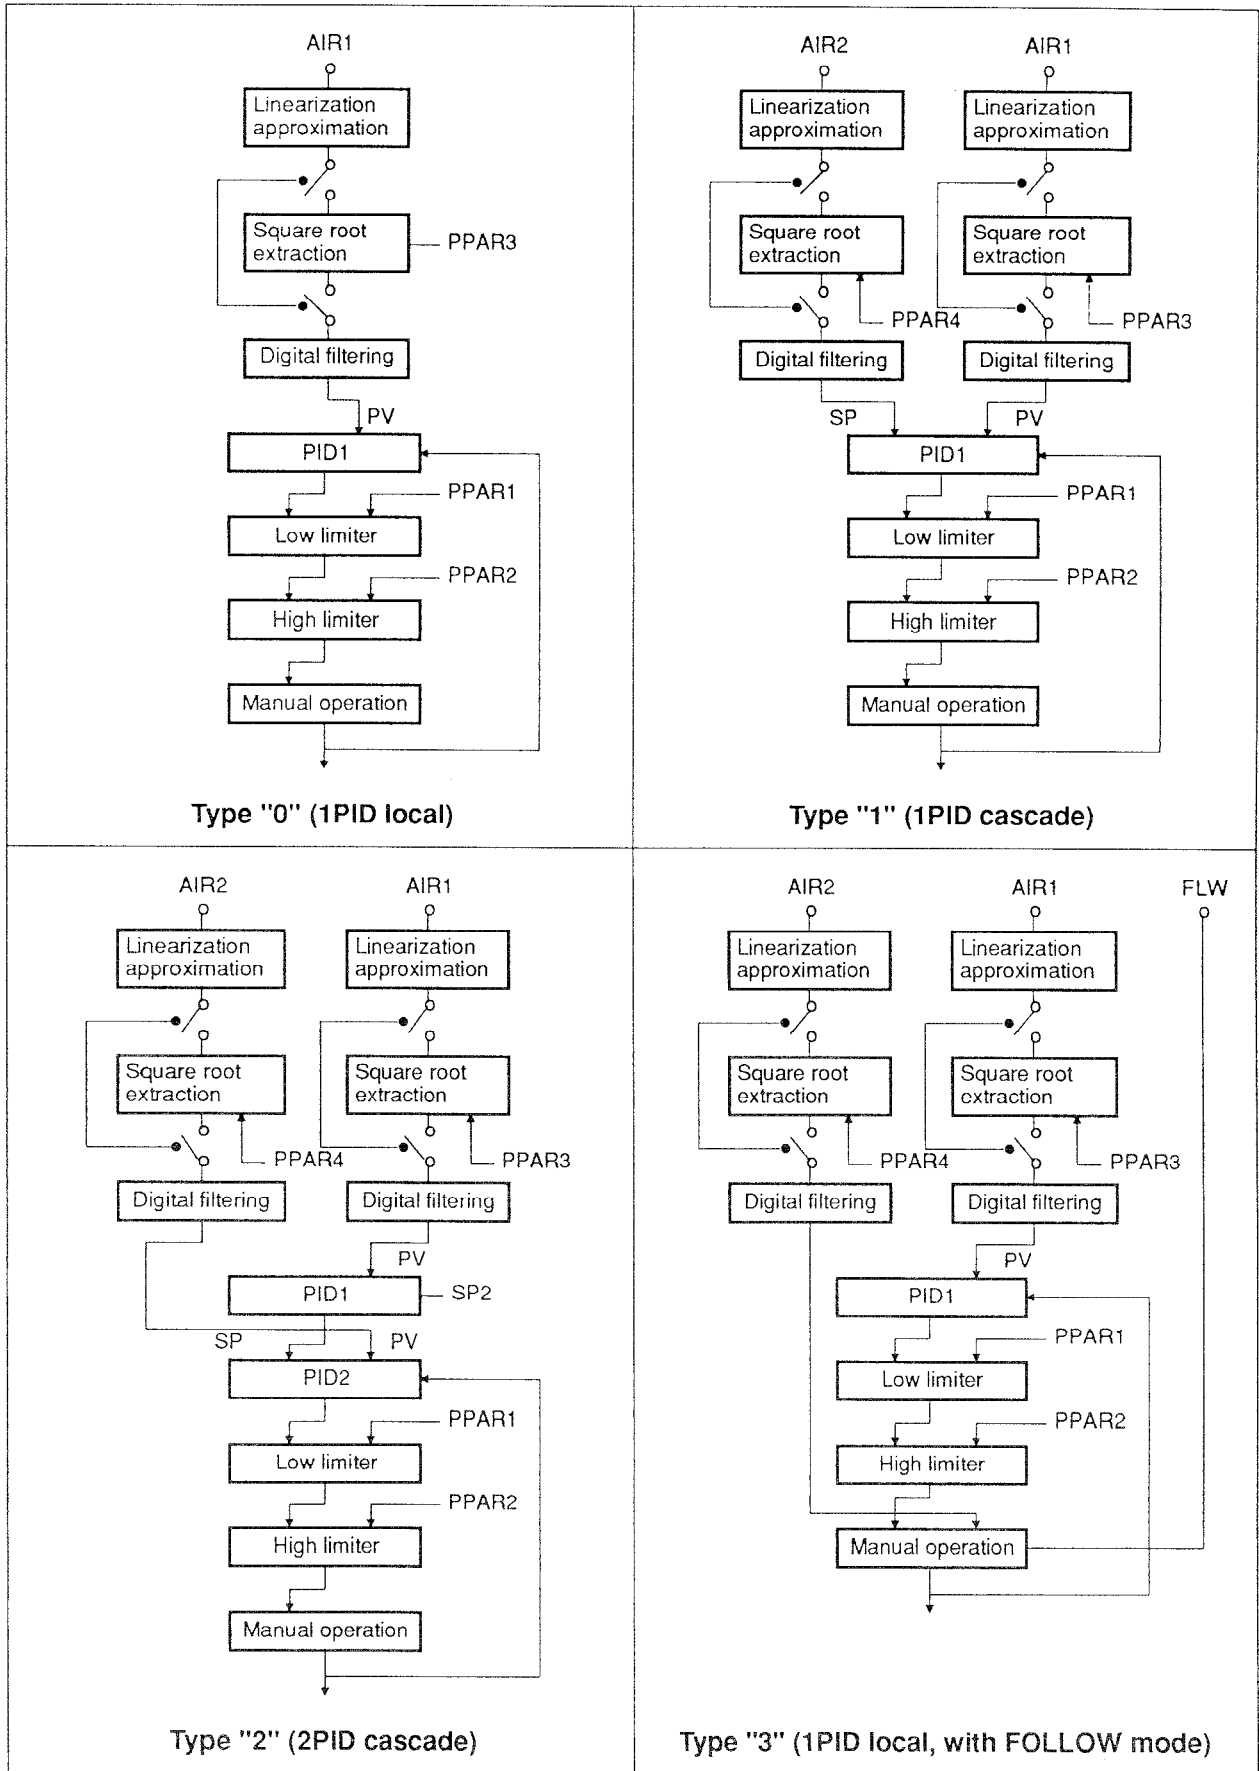 AIR1
Linearization
approximation
Square root
extraction
PPAR3
Digital filtering
PV
PID1
PPAR1
Low limiter
PPAR2
High limiter
Manual operation
Type "0" (1PID local)
AIR2
AIR1
Linearization
approximation
Linearization
approximation
Square root
extraction
Square root
extraction
PPAR4
PPAR3
Digital filtering
Digital filtering
SP
PV
PID1
PPAR1
Low limiter
PPAR2
High limiter
Manual operation
Type "1" (1PID cascade)
AIR2
AIR1
Linearization
approximation
Linearization
approximation
Square root
extraction
Square root
extraction
PPAR4
PPAR3
Digital filtering
Digital filtering
PV
PID1
SP2
SP
PV
PID2
PPAR1
Low limiter
PPAR2
High limiter
Manual operation
Type "2" (2PID cascade)
AIR2
AIR1
FLW
Linearization
approximation
Linearization
approximation
Square root
extraction
Square root
extraction
PPAR4
PPAR3
Digital filtering
Digital filtering
PV
PID1
PPAR1
Low limiter
PPAR2
High limiter
Manual operation
Type "3" (1PID local, with FOLLOW mode)